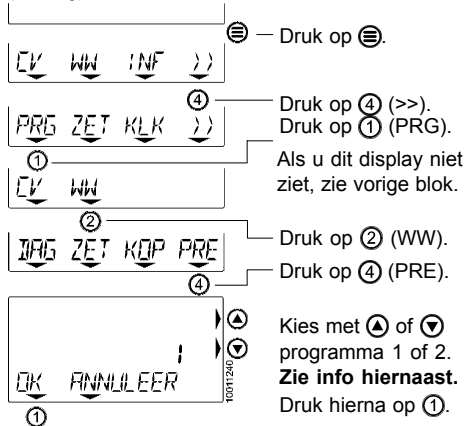 Druk op ☰.
CV WW INF >>
④
Druk op ④ (>>).
PRG ZET KLK >>
Druk op ① (PRG).
①
Als u dit display niet
ziet, zie vorige blok.
CV WW
②
Druk op ② (WW).
DAG ZET KOP PRE
④
Druk op ④ (PRE).
Kies met ▲ of ▼
1
programma 1 of 2.
Zie info hiernaast.
OK ANNULEER
10011240
Druk hierna op ①.
①